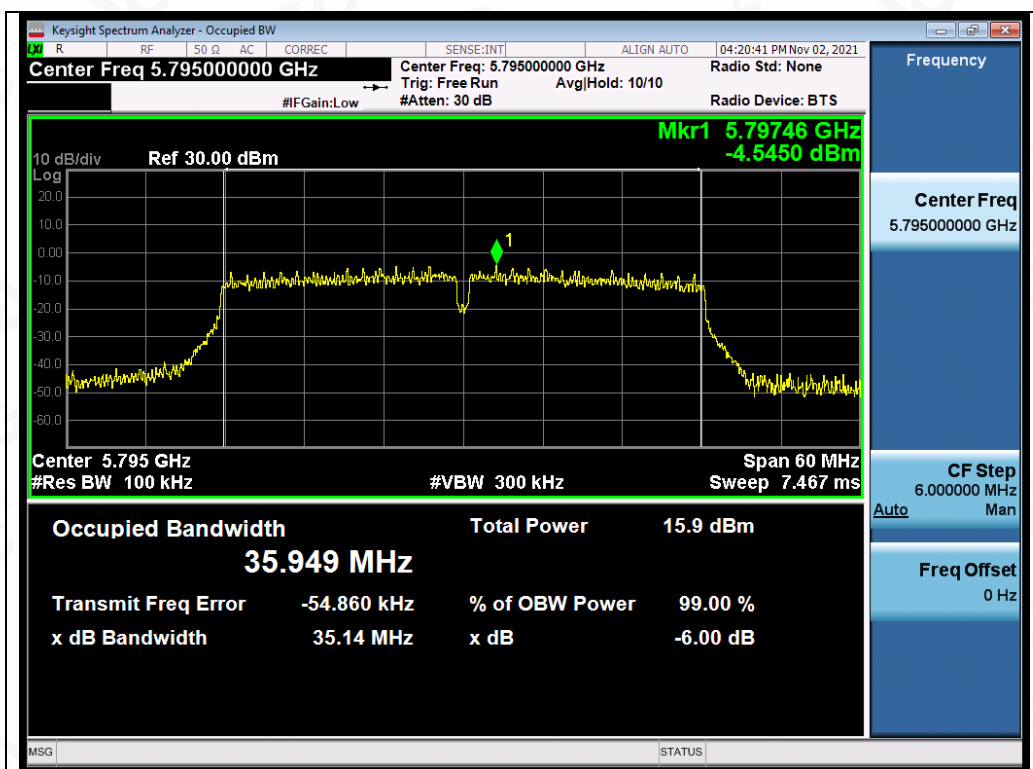 Keysight Spectrum Analyzer - Occupied BW
LXI R RF 50 Ω AC CORREC SENSE:INT ALIGN AUTO 04:20:41 PM Nov 02, 2021
Center Freq 5.795000000 GHz
Center Freq: 5.795000000 GHz
Radio Std: None
Trig: Free Run Avg|Hold: 10/10
#IFGain:Low
#Atten: 30 dB
Radio Device: BTS
Mkr1 5.79746 GHz
-4.5450 dBm
10 dB/div Ref 30.00 dBm
Log
20.0
10.0
0.00
-10.0
-20.0
-30.0
-40.0
-50.0
-60.0
1
Center 5.795 GHz Span 60 MHz
#Res BW 100 kHz #VBW 300 kHz Sweep 7.467 ms
Occupied Bandwidth Total Power 15.9 dBm
35.949 MHz
Transmit Freq Error -54.860 kHz % of OBW Power 99.00 %
x dB Bandwidth 35.14 MHz x dB -6.00 dB
Frequency
Center Freq
5.795000000 GHz
CF Step
6.000000 MHz
Auto Man
Freq Offset
0 Hz
MSG STATUS